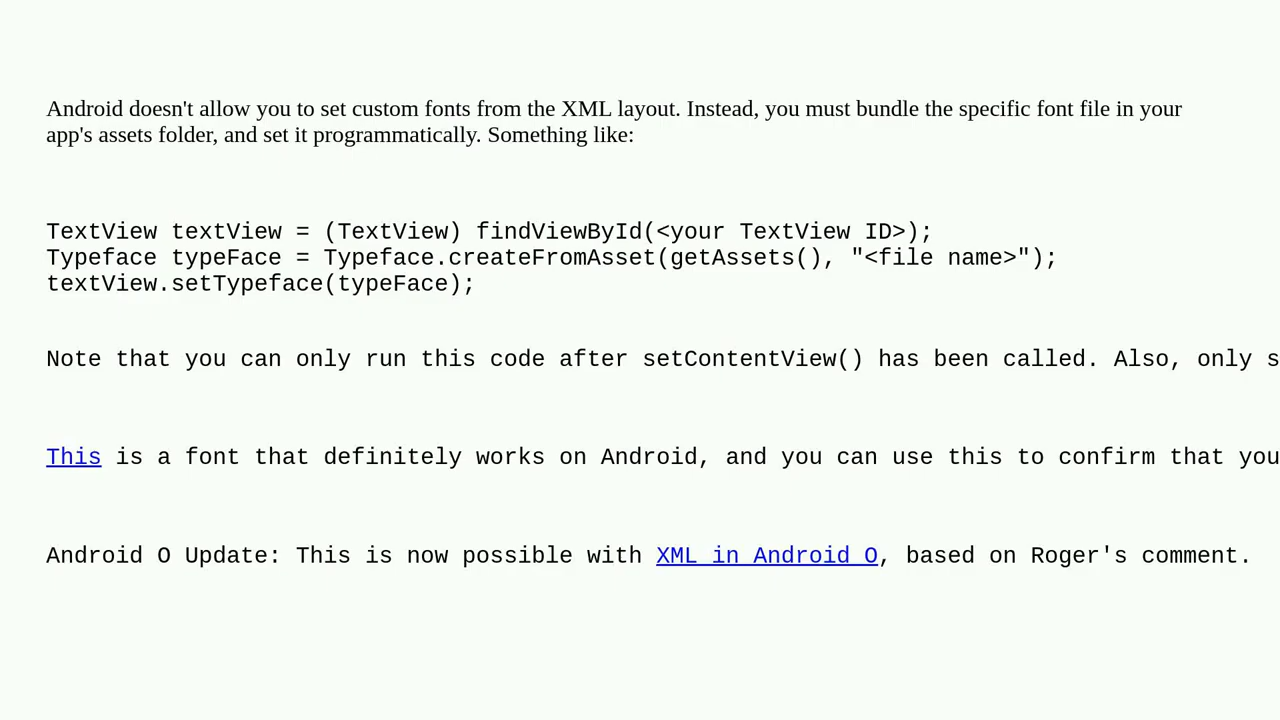 Android doesn't allow you to set custom fonts from the XML layout. Instead, you must bundle the specific font file in your
app's assets folder, and set it programmatically. Something like:
TextView textView = (TextView) findViewById(<your TextView ID>);
Typeface typeFace = Typeface.createFromAsset(getAssets(), "<file name>");
textView.setTypeface(typeFace);
Note that you can only run this code after setContentView() has been called. Also, only s
This is a font that definitely works on Android, and you can use this to confirm that you
Android O Update: This is now possible with XML in Android O, based on Roger's comment.